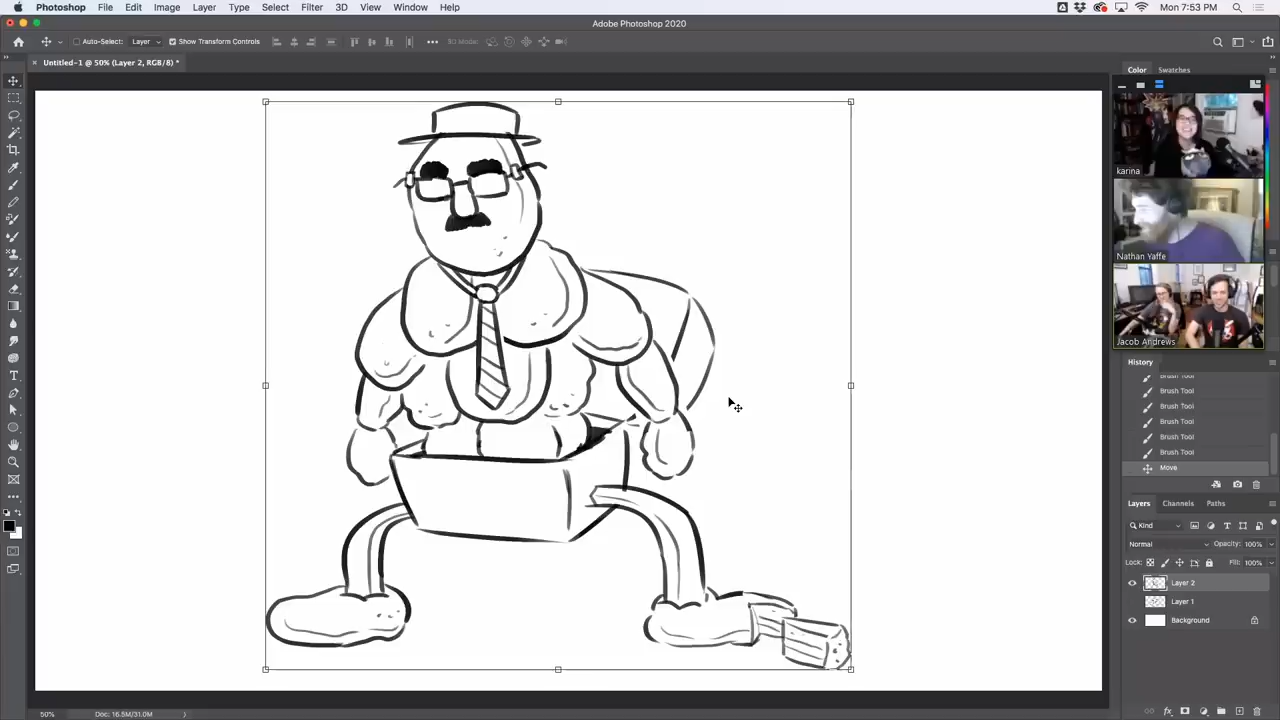 Photoshop File Edit Image Layer Type Select Filter 3D View Window Help Mon 7:53 PM
Adobe Photoshop 2020
Auto-Select: Layer Show Transform Controls 3D Mode:
Untitled-1 @ 50% (Layer 2, RGB/8) *
Color Swatches
karina
Nathan Yaffe
Jacob Andrews
History
Brush Tool
Brush Tool
Brush Tool
Brush Tool
Brush Tool
Brush Tool
Move
Layers Channels Paths
Kind
Normal Opacity: 100%
Lock: Fill: 100%
Layer 2
Layer 1
Background
50% Doc: 16.5M/31.0M